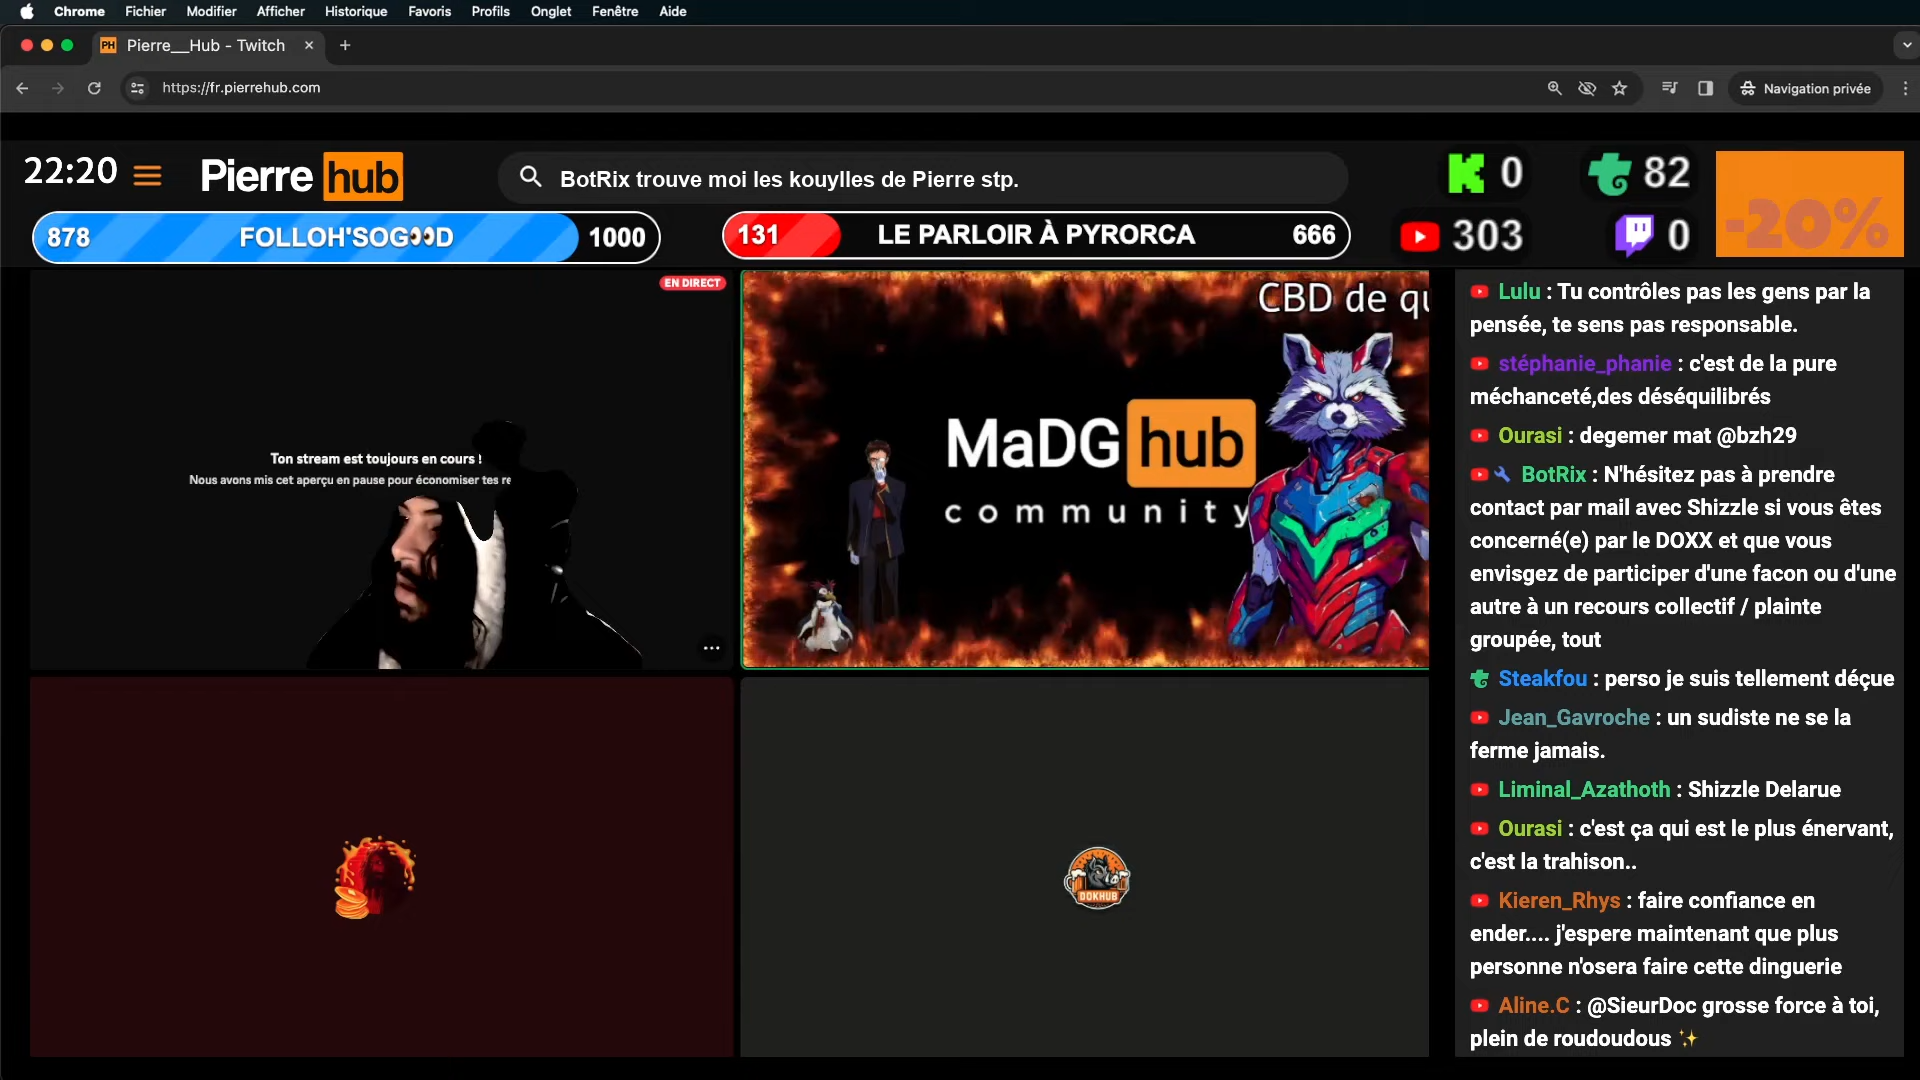 Chrome Fichier Modifier Afficher Historique Favoris Profils Onglet Fenêtre Aide
PH Pierre__Hub - Twitch
https://fr.pierrehub.com
Navigation privée
22:20
Pierre hub
BotRix trouve moi les kouylles de Pierre stp.
0
82
-20%
878 FOLLOH'SOG👀D 1000
131 LE PARLOIR À PYRORCA 666
303
0
EN DIRECT
Ton stream est toujours en cours !
Nous avons mis cet aperçu en pause pour économiser tes re
CBD de qu
MaDG hub
community
DOKHUB
Lulu : Tu contrôles pas les gens par la
pensée, te sens pas responsable.
stéphanie_phanie : c'est de la pure
méchanceté,des déséquilibrés
Ourasi : degemer mat @bzh29
BotRix : N'hésitez pas à prendre
contact par mail avec Shizzle si vous êtes
concerné(e) par le DOXX et que vous
envisgez de participer d'une facon ou d'une
autre à un recours collectif / plainte
groupée, tout
Steakfou : perso je suis tellement déçue
Jean_Gavroche : un sudiste ne se la
ferme jamais.
Liminal_Azathoth : Shizzle Delarue
Ourasi : c'est ça qui est le plus énervant,
c'est la trahison..
Kieren_Rhys : faire confiance en
ender.... j'espere maintenant que plus
personne n'osera faire cette dinguerie
Aline.C : @SieurDoc grosse force à toi,
plein de roudoudous ✨